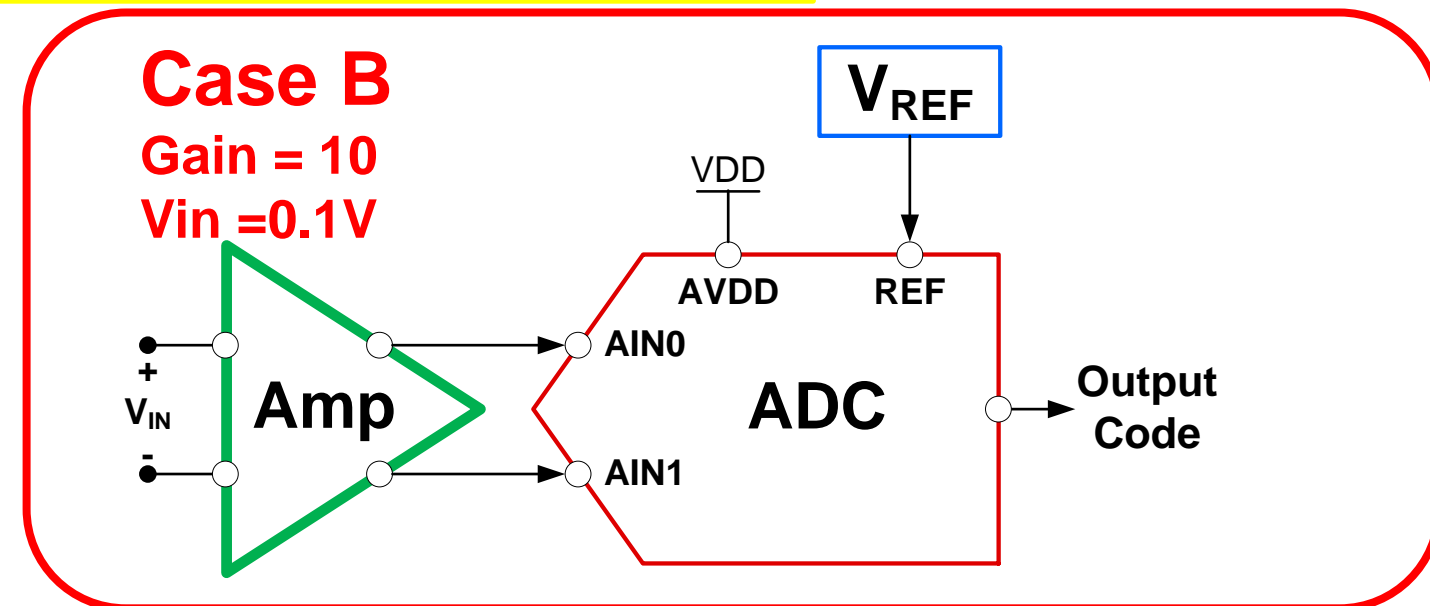 Case B
Gain = 10
Vin =0.1V
VREF
VDD
AVDD
REF
AIN0
+
VIN
-
Amp
ADC
AIN1
Output
Code